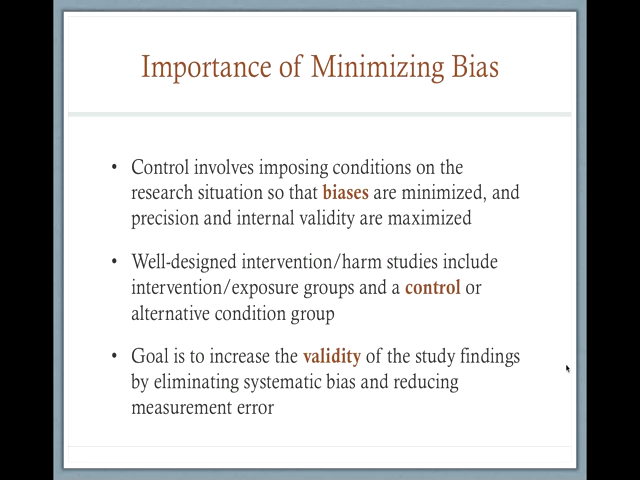 Importance of Minimizing Bias
• Control involves imposing conditions on the
research situation so that biases are minimized, and
precision and internal validity are maximized
• Well-designed intervention/harm studies include
intervention/exposure groups and a control or
alternative condition group
• Goal is to increase the validity of the study findings
by eliminating systematic bias and reducing
measurement error